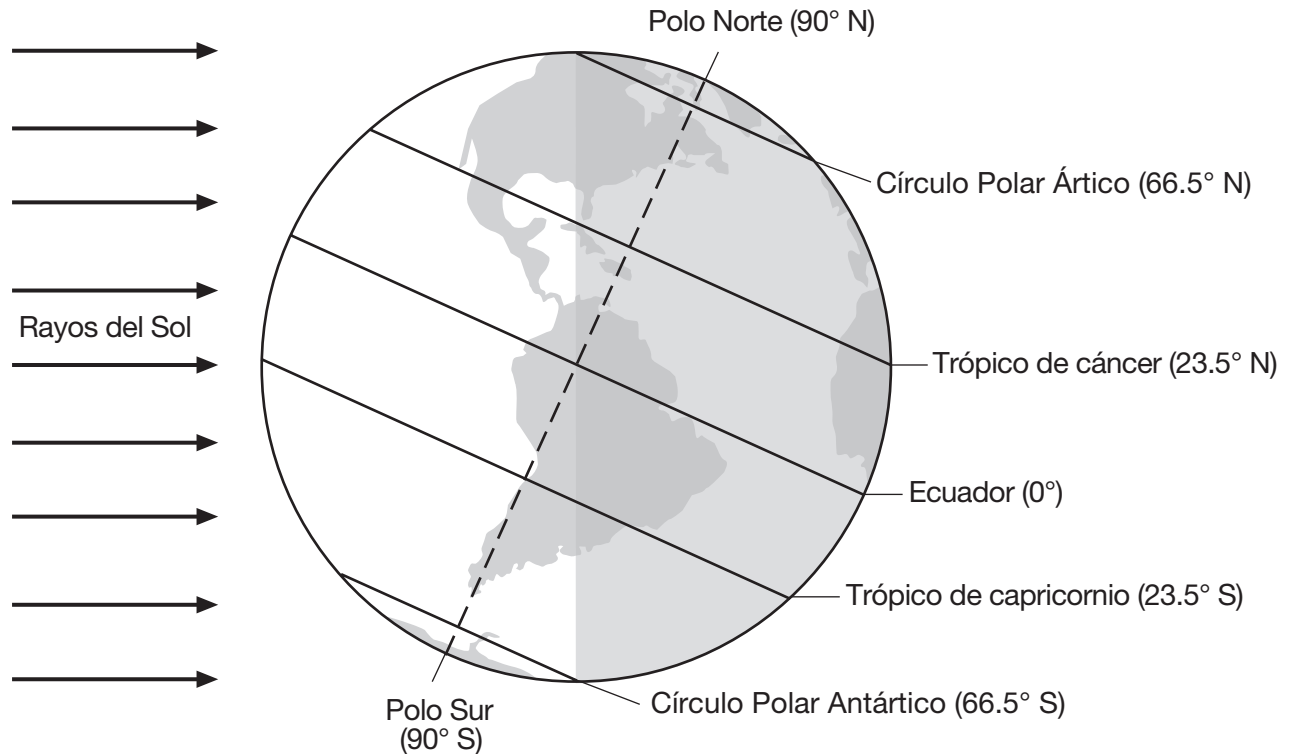 Polo Norte (90° N)
Círculo Polar Ártico (66.5° N)
Rayos del Sol
Trópico de cáncer (23.5° N)
Ecuador (0°)
Trópico de capricornio (23.5° S)
Círculo Polar Antártico (66.5° S)
Polo Sur
(90° S)